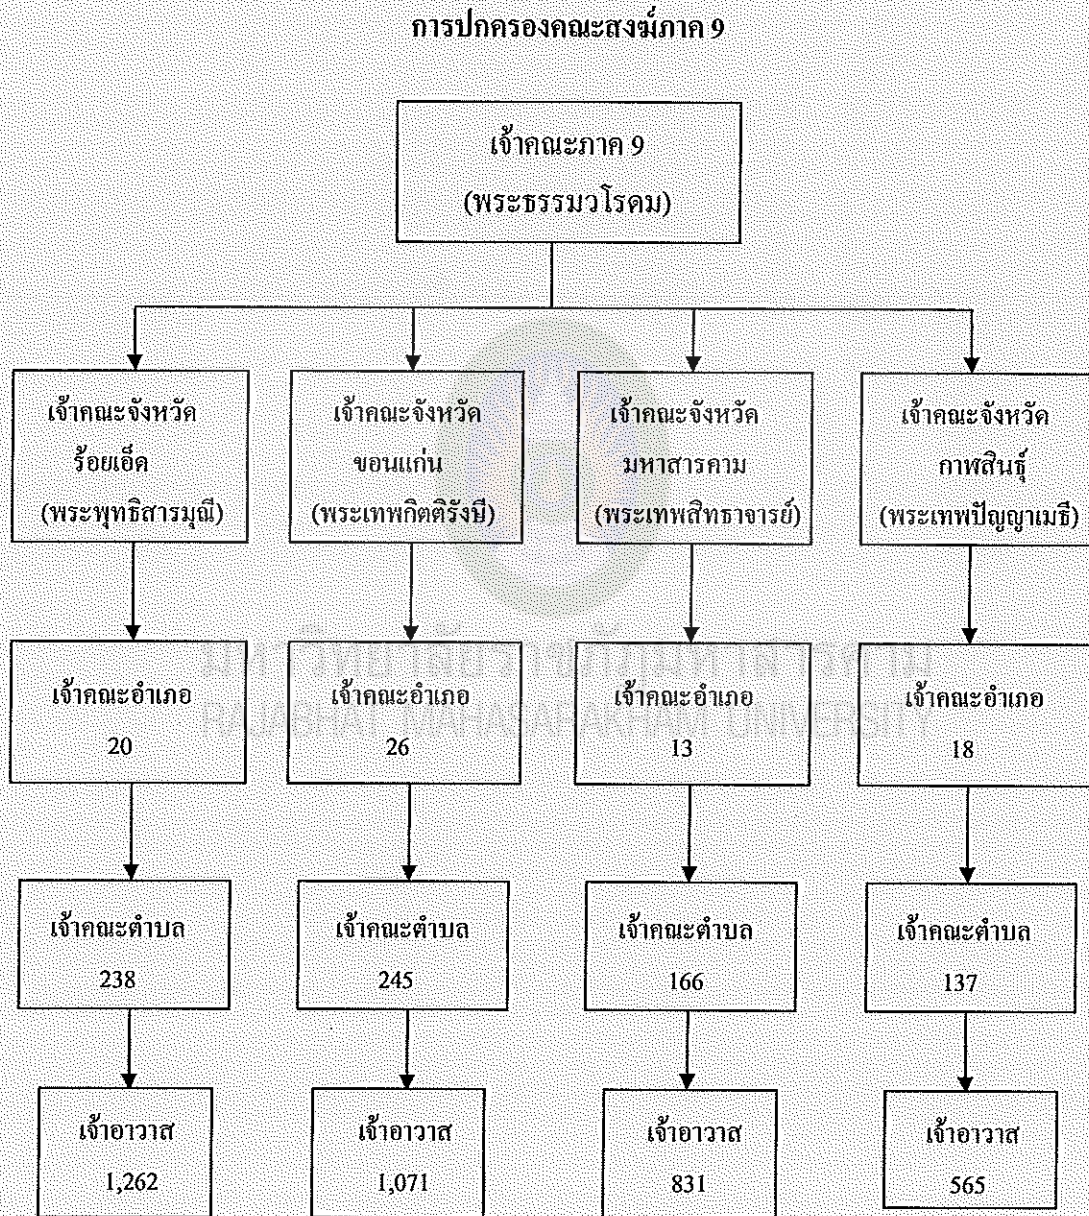 การปกครองคณะสงฆ์ภาค 9
เจ้าคณะภาค 9
(พระธรรมวโรดม)
เจ้าคณะจังหวัด
ร้อยเอ็ด
(พระพุทธิสารมุณี)
เจ้าคณะจังหวัด
ขอนแก่น
(พระเทพกิตติรังษี)
เจ้าคณะจังหวัด
มหาสารคาม
(พระเทพสิทธาจารย์)
เจ้าคณะจังหวัด
กาฬสินธุ์
(พระเทพปัญญาเมธี)
เจ้าคณะอำเภอ
20
เจ้าคณะอำเภอ
26
เจ้าคณะอำเภอ
13
เจ้าคณะอำเภอ
18
เจ้าคณะตำบล
238
เจ้าคณะตำบล
245
เจ้าคณะตำบล
166
เจ้าคณะตำบล
137
เจ้าอาวาส
1,262
เจ้าอาวาส
1,071
เจ้าอาวาส
831
เจ้าอาวาส
565